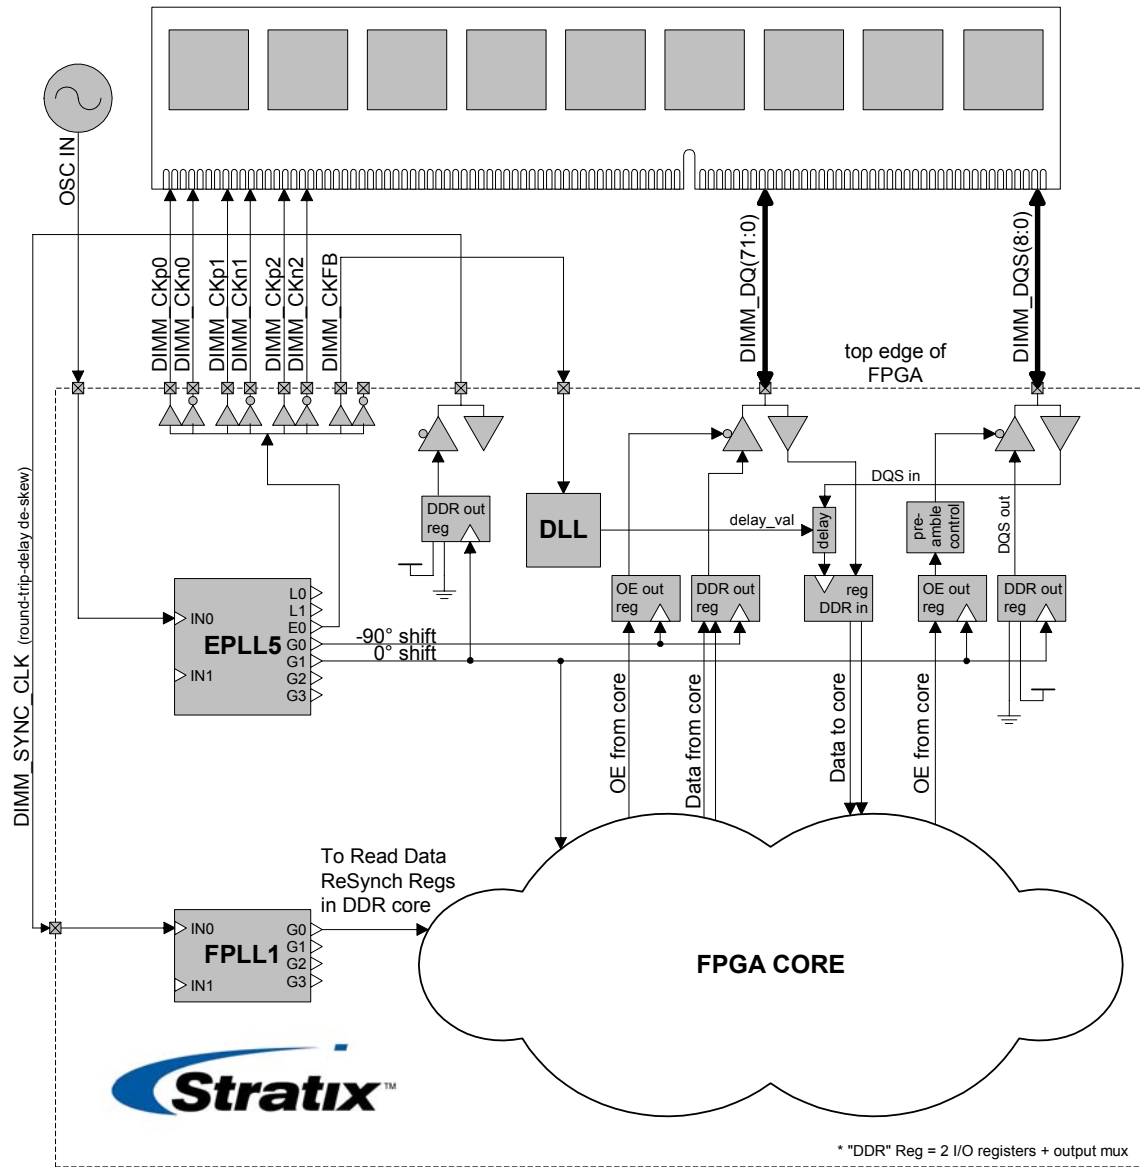 OSC IN
DIMM_CKp0
DIMM_CKn0
DIMM_CKp1
DIMM_CKn1
DIMM_CKp2
DIMM_CKn2
DIMM_CKFB
DIMM_DQ(71:0)
DIMM_DQS(8:0)
top edge of
FPGA
DIMM_SYNC_CLK (round-trip-delay de-skew)
DDR out
reg
DLL
delay_val
DQS in
delay
pre-
amble
control
DQS out
OE out
reg
DDR out
reg
reg
DDR in
OE out
reg
DDR out
reg
IN0
IN1
EPLL5
L0
L1
E0
G0
G1
G2
G3
-90° shift
0° shift
OE from core
Data from core
Data to core
OE from core
To Read Data
ReSynch Regs
in DDR core
IN0
IN1
FPLL1
G0
G1
G2
G3
FPGA CORE
Stratix™
* "DDR" Reg = 2 I/O registers + output mux